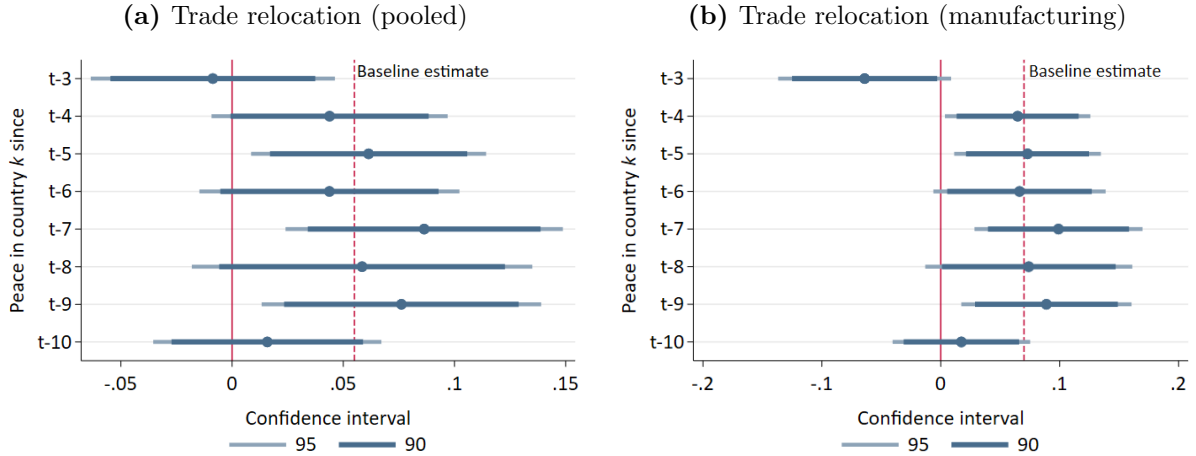 (a) Trade relocation (pooled)
Baseline estimate
Peace in country k since
t-3
t-4
t-5
t-6
t-7
t-8
t-9
t-10
-.05 0 .05 .1 .15
Confidence interval
95 90
(b) Trade relocation (manufacturing)
Baseline estimate
Peace in country k since
t-3
t-4
t-5
t-6
t-7
t-8
t-9
t-10
-.2 -.1 0 .1 .2
Confidence interval
95 90